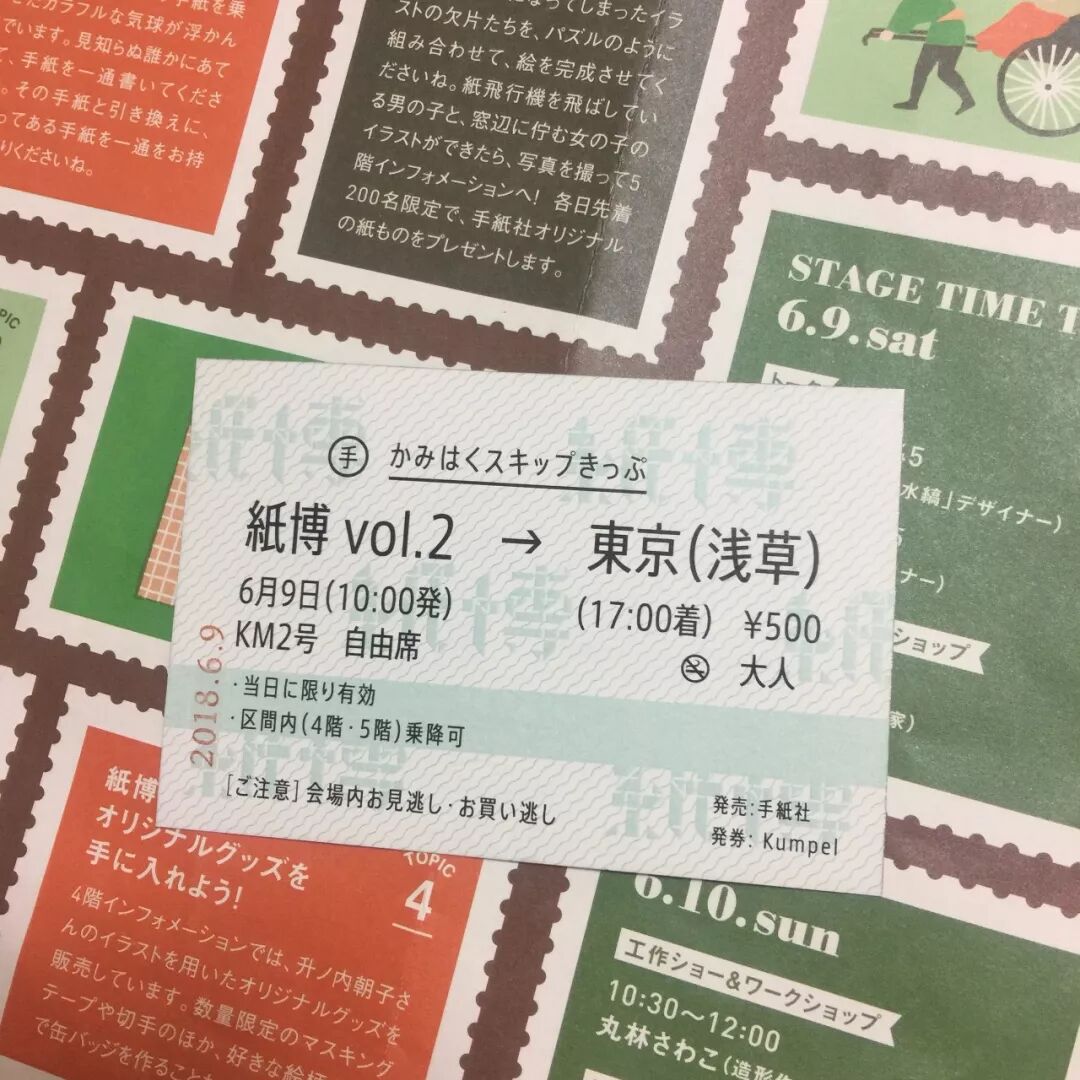 手紙を乗
カラフルな気球が浮かん
でいます。見知らぬ誰かにあて
て、手紙を一通書いてくださ
。その手紙と引き換えに、
ってある手紙を一通をお持
りくださいね。
なってしまったイラ
ストの欠片たちを、パズルのように
組み合わせて、絵を完成させてく
ださいね。紙飛行機を飛ばしてい
る男の子と、窓辺に佇む女の子の
イラストができたら、写真を撮って5
階インフォメーションへ! 各日先着
200名限定で、手紙社オリジナル
の紙ものをプレゼントします。
STAGE TIME T
6.9.sat
トーク
水縞」デザイナー)
ナー)
ショップ
家)
PIC
手 かみはくスキップきっぷ
紙博 vol.2 → 東京(浅草)
6月9日(10:00発) (17:00着) ¥500
KM2号 自由席 大人
2018.6.9
・当日に限り有効
・区間内(4階・5階)乗降可
[ご注意]会場内お見逃し・お買い逃し
発売:手紙社
発券: Kumpel
紙博
オリジナルグッズを
手に入れよう!
TOPIC
4
4階インフォメーションでは、升ノ内朝子さ
んのイラストを用いたオリジナルグッズを
販売しています。数量限定のマスキング
テープや切手のほか、好きな絵柄
で缶バッジを作ること
6.10.sun
工作ショー&ワークショップ
10:30〜12:00
丸林さわこ(造形作